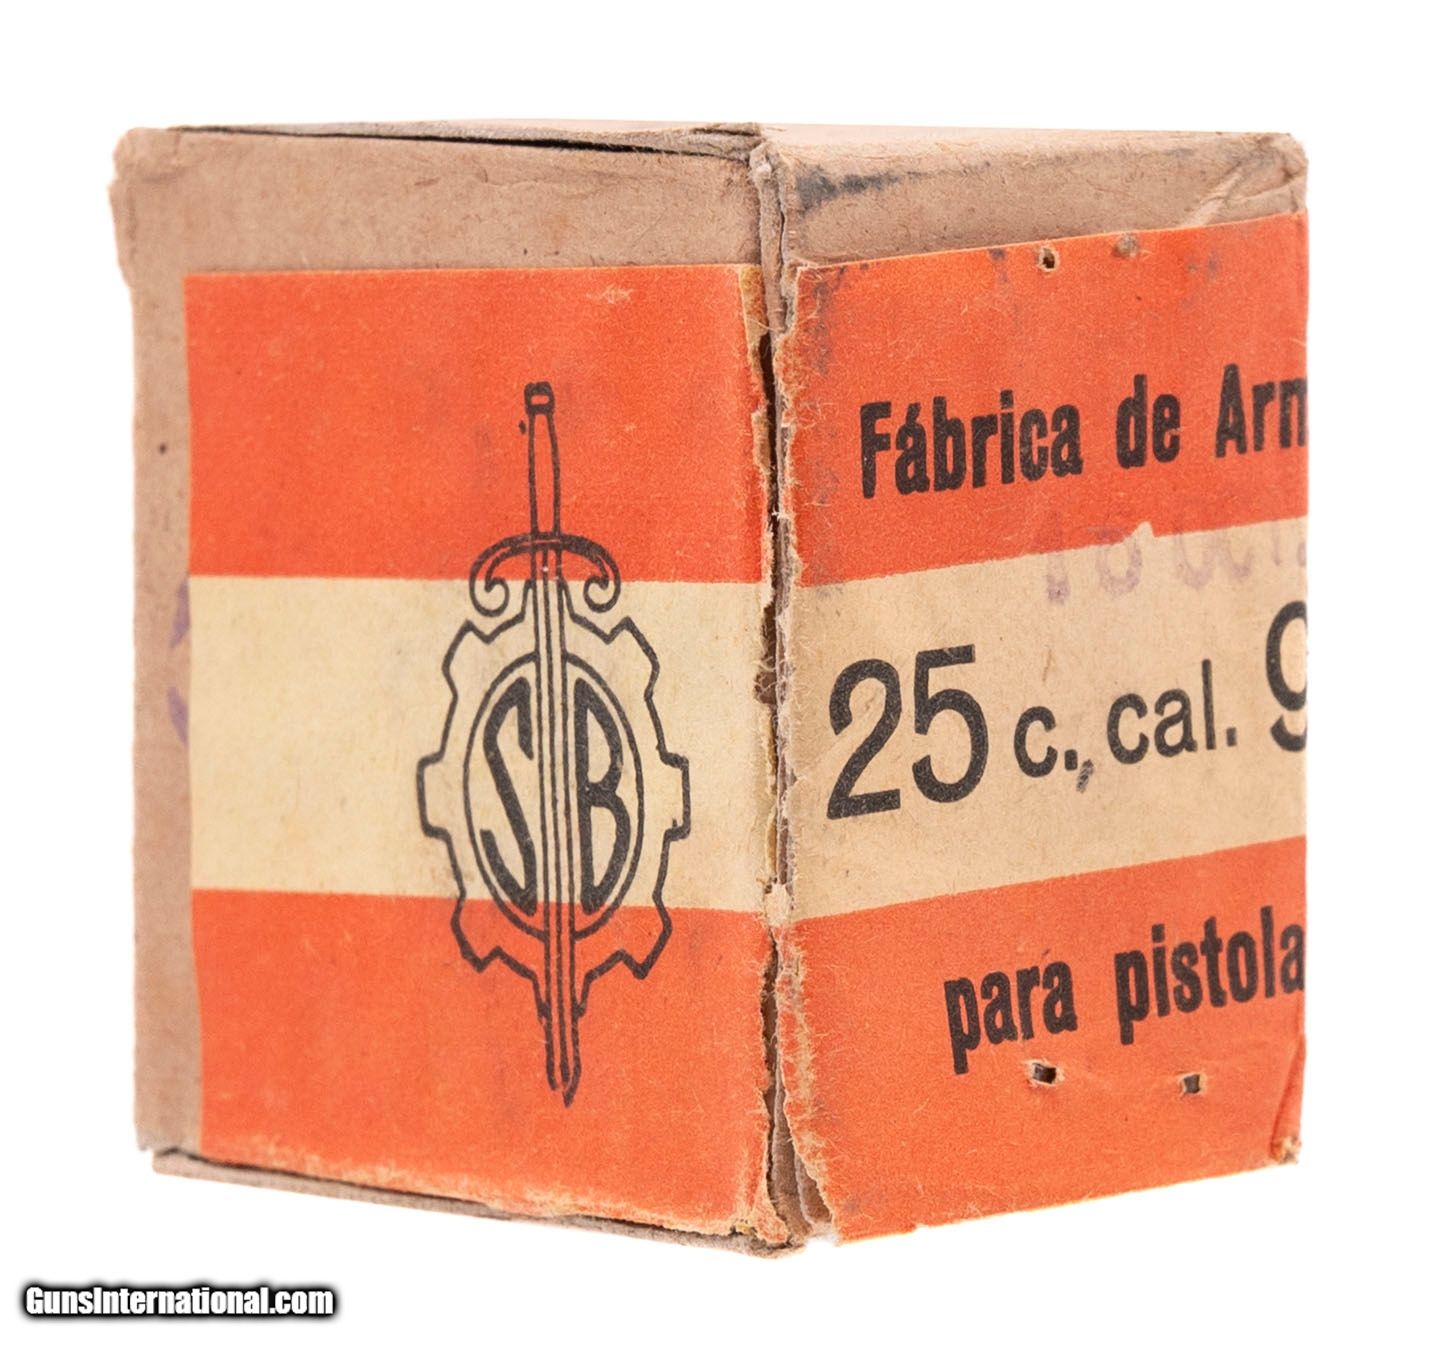 SB
Fábrica de Arm
25 c., cal. 9
para pistola
GunsInternational.com